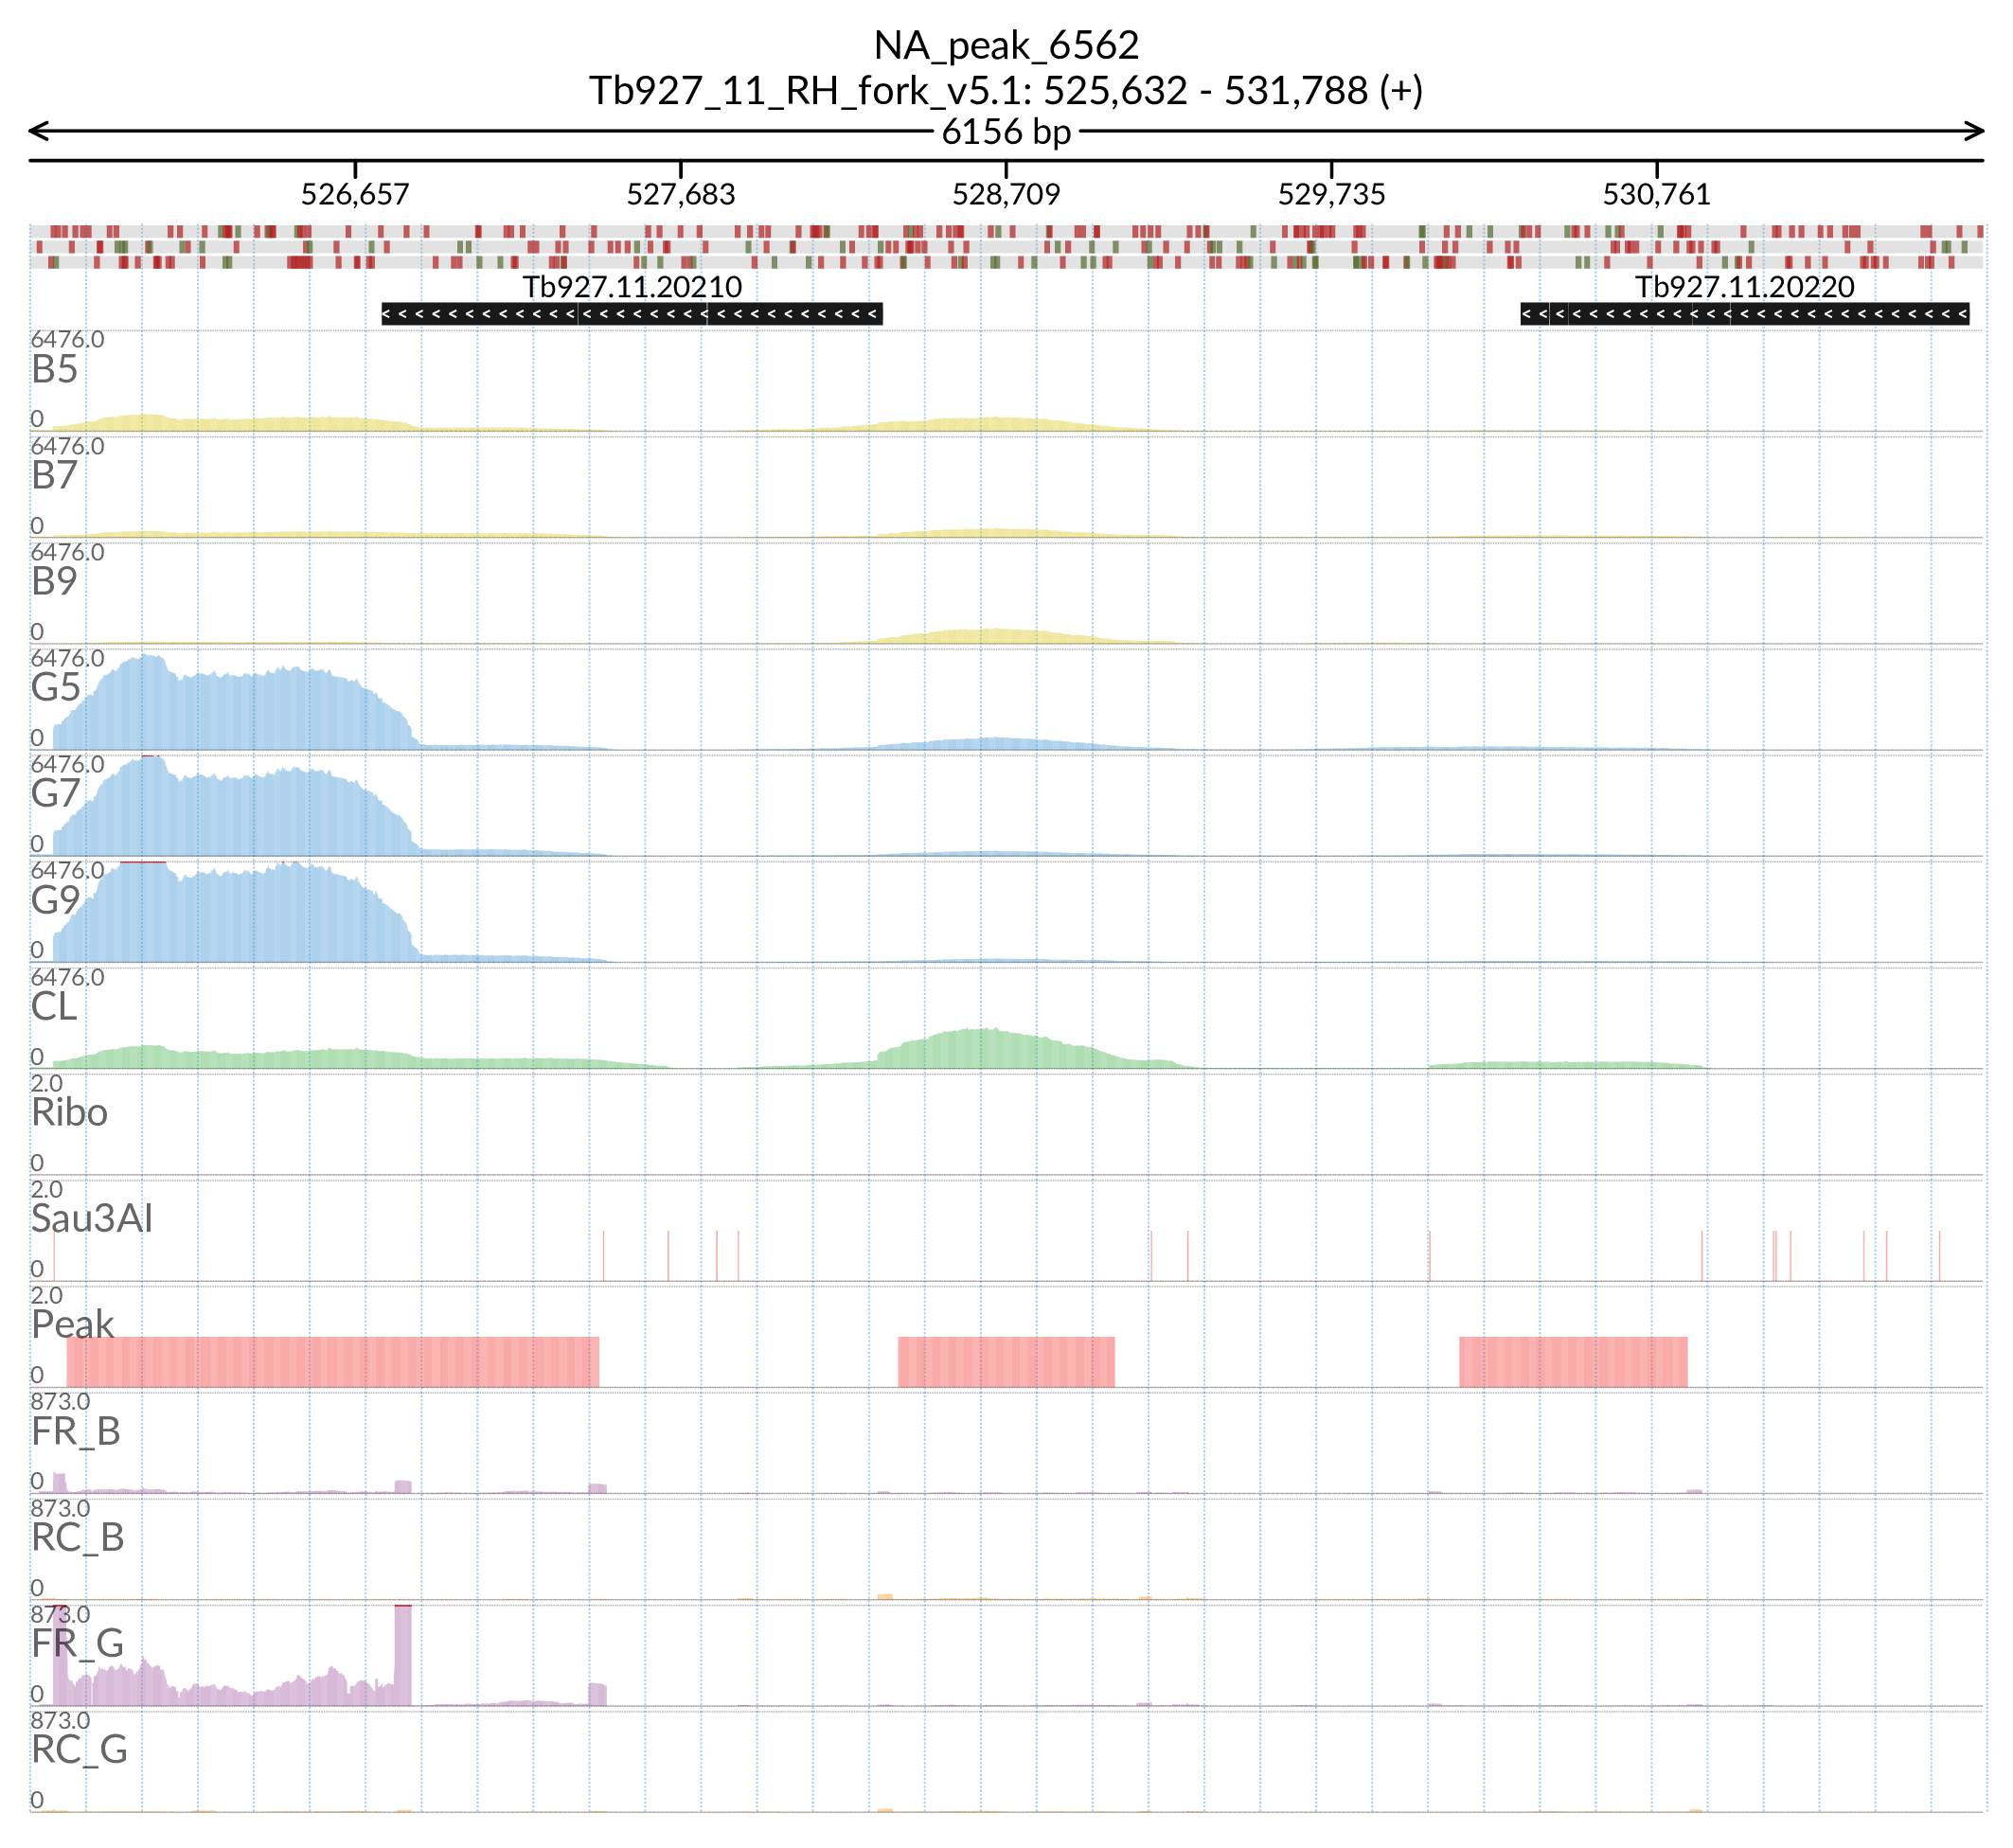 NA_peak_6562
Tb927_11_RH_fork_v5.1: 525,632 - 531,788 (+)
6156 bp
526,657 527,683 528,709 529,735 530,761
Tb927.11.20210 Tb927.11.20220
6476.0
B5
0
6476.0
B7
0
6476.0
B9
0
6476.0
G5
0
6476.0
G7
0
6476.0
G9
0
6476.0
CL
0
2.0
Ribo
0
2.0
Sau3AI
0
2.0
Peak
0
873.0
FR_B
0
873.0
RC_B
0
873.0
FR_G
0
873.0
RC_G
0